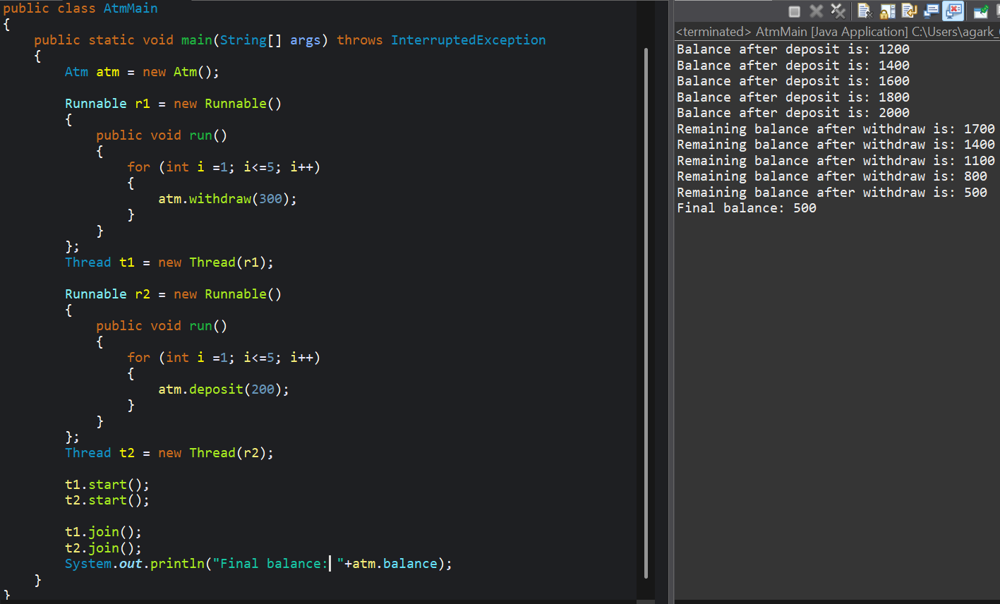 public class AtmMain
{
    public static void main(String[] args) throws InterruptedException
    {
        Atm atm = new Atm();
        Runnable r1 = new Runnable()
        {
            public void run()
            {
                for (int i =1; i<=5; i++)
                {
                    atm.withdraw(300);
                }
            }
        };
        Thread t1 = new Thread(r1);
        Runnable r2 = new Runnable()
        {
            public void run()
            {
                for (int i =1; i<=5; i++)
                {
                    atm.deposit(200);
                }
            }
        };
        Thread t2 = new Thread(r2);
        t1.start();
        t2.start();
        t1.join();
        t2.join();
        System.out.println("Final balance: "+atm.balance);
    }
}
<terminated> AtmMain [Java Application] C:\Users\agark_
Balance after deposit is: 1200
Balance after deposit is: 1400
Balance after deposit is: 1600
Balance after deposit is: 1800
Balance after deposit is: 2000
Remaining balance after withdraw is: 1700
Remaining balance after withdraw is: 1400
Remaining balance after withdraw is: 1100
Remaining balance after withdraw is: 800
Remaining balance after withdraw is: 500
Final balance: 500